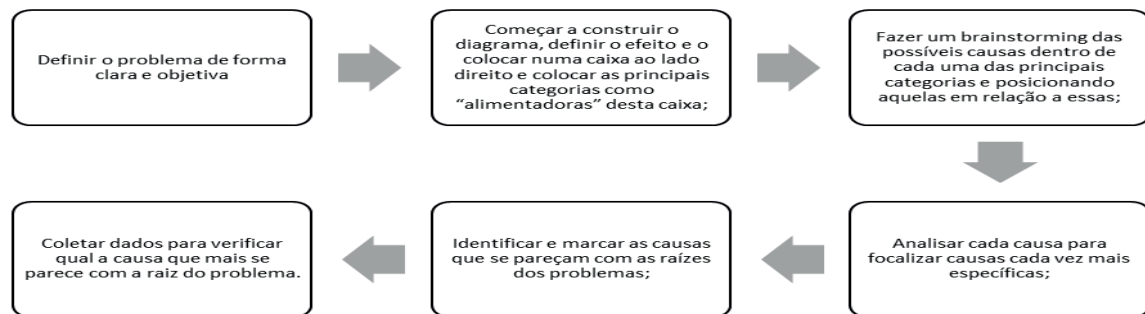 Definir o problema de forma
clara e objetiva
Começar a construir o
diagrama, definir o efeito e o
colocar numa caixa ao lado
direito e colocar as principais
categorias como
“alimentadoras” desta caixa;
Fazer um brainstorming das
possíveis causas dentro de
cada uma das principais
categorias e posicionando
aquelas em relação a essas;
Analisar cada causa para
focalizar causas cada vez mais
específicas;
Identificar e marcar as causas
que se pareçam com as raízes
dos problemas;
Coletar dados para verificar
qual a causa que mais se
parece com a raiz do problema.